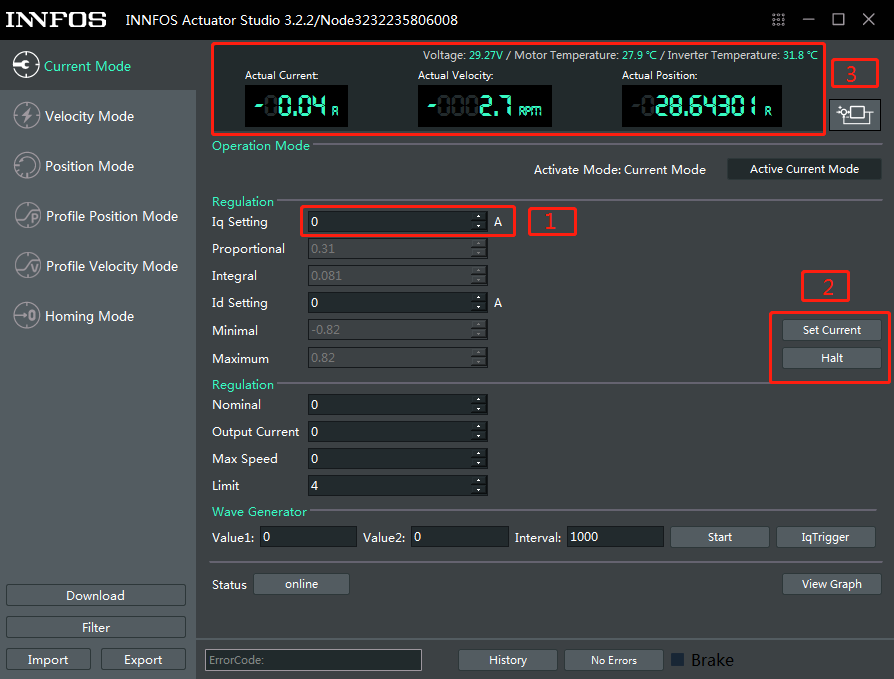 INNFOS INNFOS Actuator Studio 3.2.2/Node3232235806008
Current Mode
Velocity Mode
Position Mode
Profile Position Mode
Profile Velocity Mode
Homing Mode
Download
Filter
Import Export
Voltage: 29.27V / Motor Temperature: 27.9 ℃ / Inverter Temperature: 31.8 ℃
3
Actual Current: Actual Velocity: Actual Position:
-0.04 A -2.7 RPM -28.64301 R
Operation Mode
Activate Mode: Current Mode Active Current Mode
Regulation
Iq Setting 0 A 1
Proportional 0.31
Integral 0.081
2
Id Setting 0 A
Minimal -0.82 Set Current
Maximum 0.82 Halt
Regulation
Nominal 0
Output Current 0
Max Speed 0
Limit 4
Wave Generator
Value1: 0 Value2: 0 Interval: 1000 Start IqTrigger
Status online View Graph
ErrorCode: History No Errors Brake